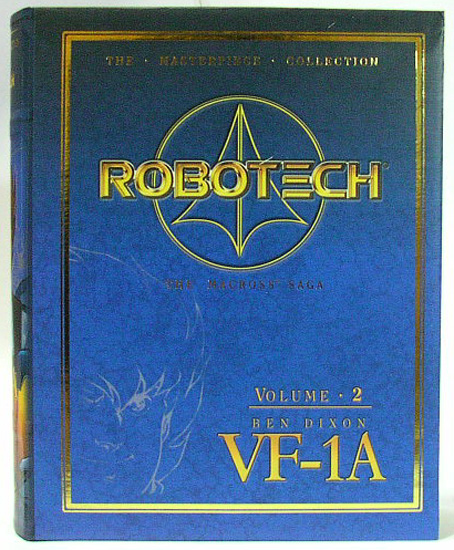 THE · MASTERPIECE · COLLECTION
ROBOTECH
THE MACROSS SAGA
VOLUME · 2
BEN DIXON
VF-1A